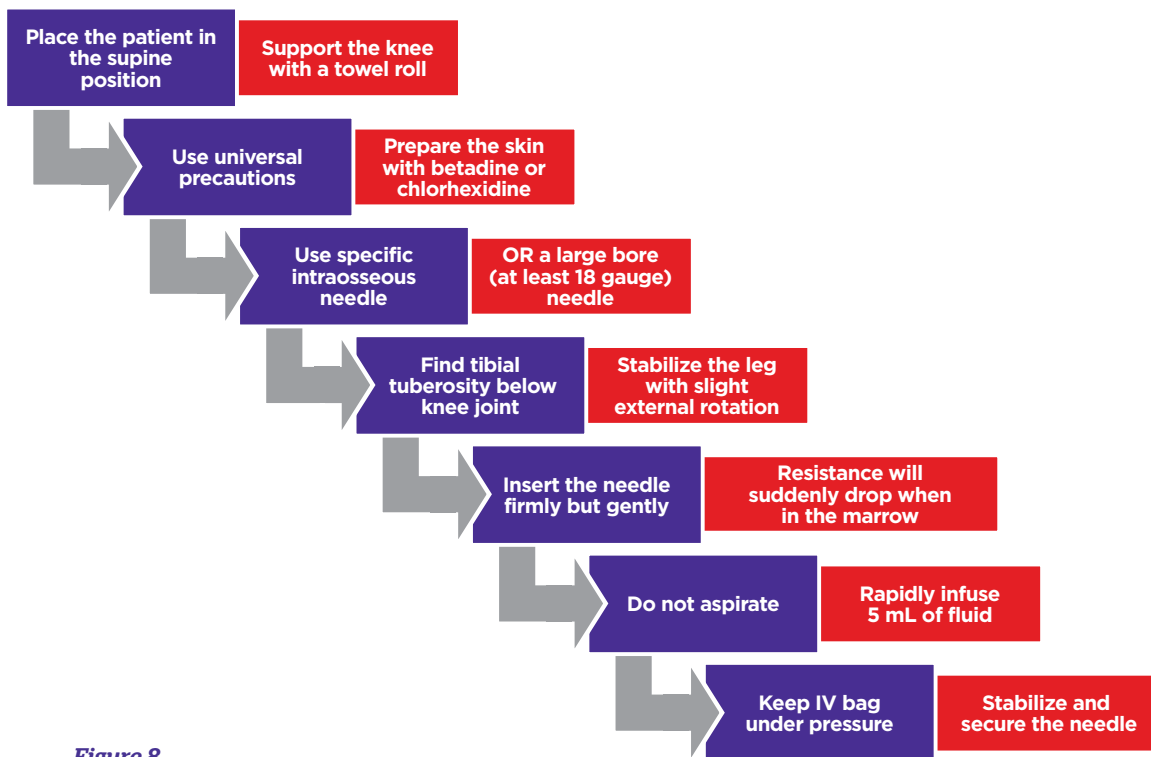 Place the patient in
the supine
position
Support the knee
with a towel roll
Use universal
precautions
Prepare the skin
with betadine or
chlorhexidine
Use specific
intraosseous
needle
OR a large bore
(at least 18 gauge)
needle
Find tibial
tuberosity below
knee joint
Stabilize the leg
with slight
external rotation
Insert the needle
firmly but gently
Resistance will
suddenly drop when
in the marrow
Do not aspirate
Rapidly infuse
5 mL of fluid
Keep IV bag
under pressure
Stabilize and
secure the needle
Figure 8